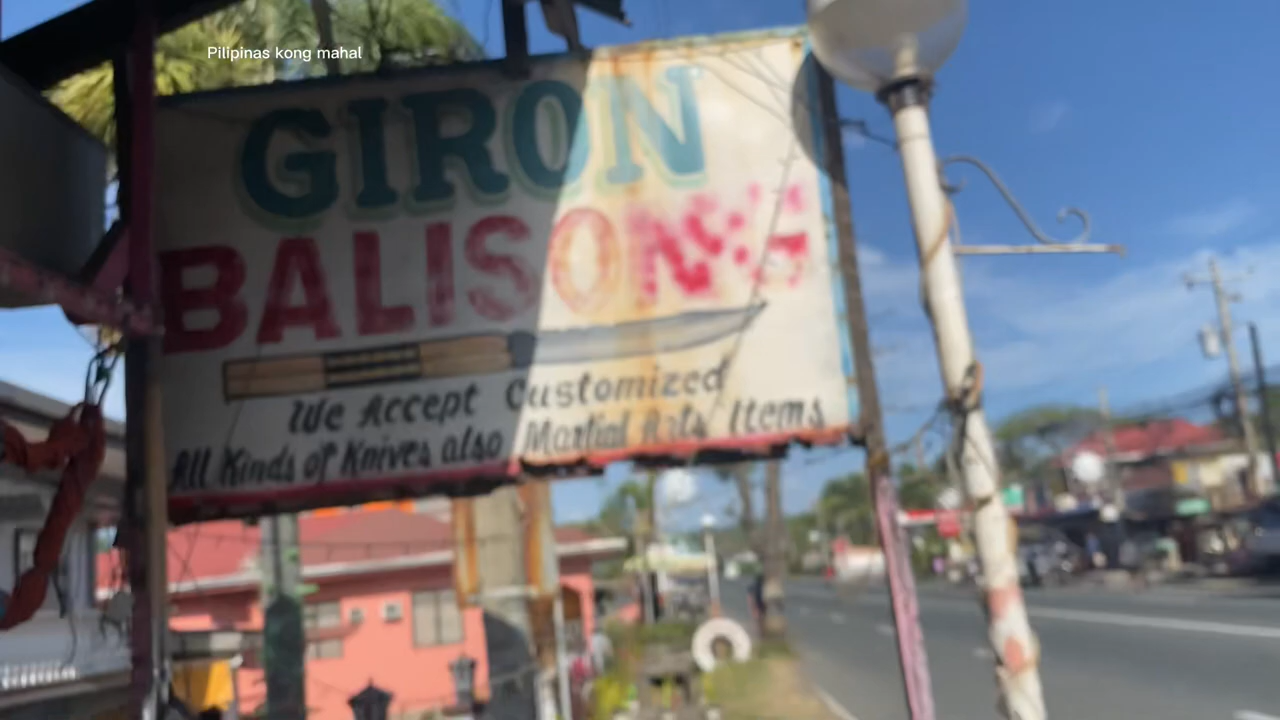 Pilipinas kong mahal
GIRON
BALISONG
We Accept Customized
All Kinds of Knives also Martial Arts Items